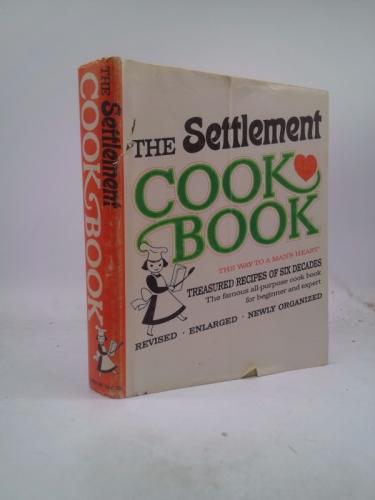 THE Settlement
COOK BOOK
THE Settlement
COOK
BOOK
THE WAY TO A MAN'S HEART
TREASURED RECIPES OF SIX DECADES
The famous all-purpose cook book
for beginner and expert
REVISED · ENLARGED · NEWLY ORGANIZED